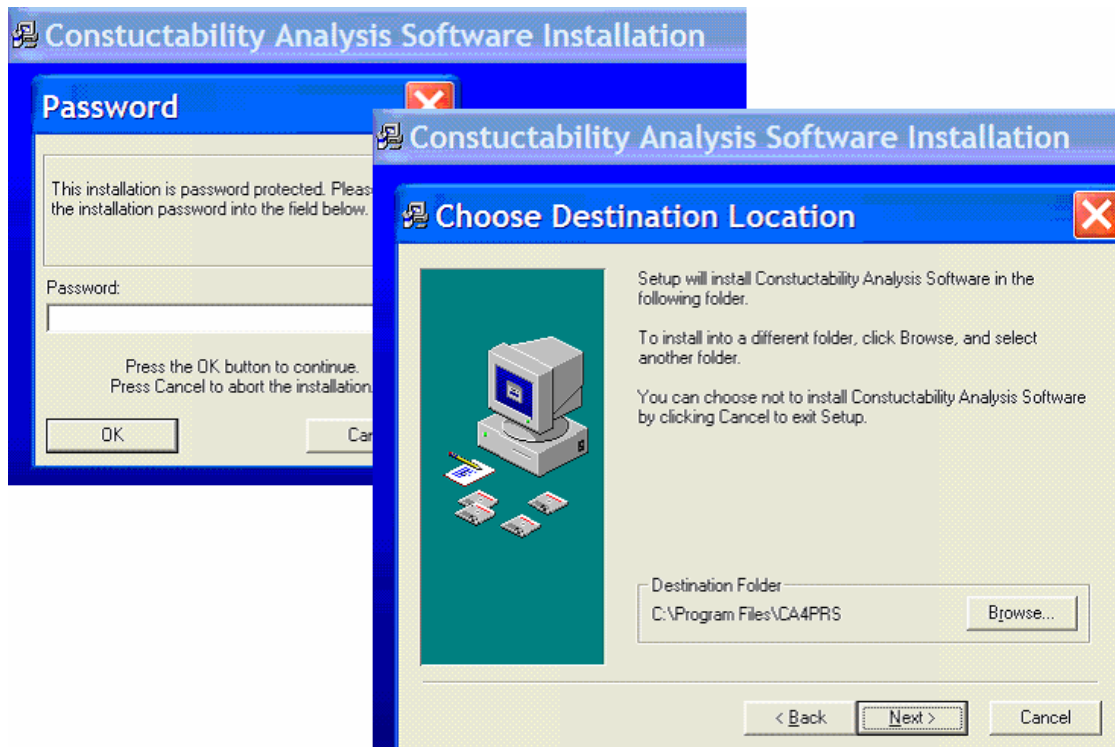 Constuctability Analysis Software Installation
Password
This installation is password protected. Please
the installation password into the field below.
Password:
Press the OK button to continue.
Press Cancel to abort the installation.
OK
Constuctability Analysis Software Installation
Choose Destination Location
Setup will install Constuctability Analysis Software in the
following folder.
To install into a different folder, click Browse, and select
another folder.
You can choose not to install Constuctability Analysis Software
by clicking Cancel to exit Setup.
Destination Folder
C:\Program Files\CA4PRS
Browse...
< Back
Next >
Cancel